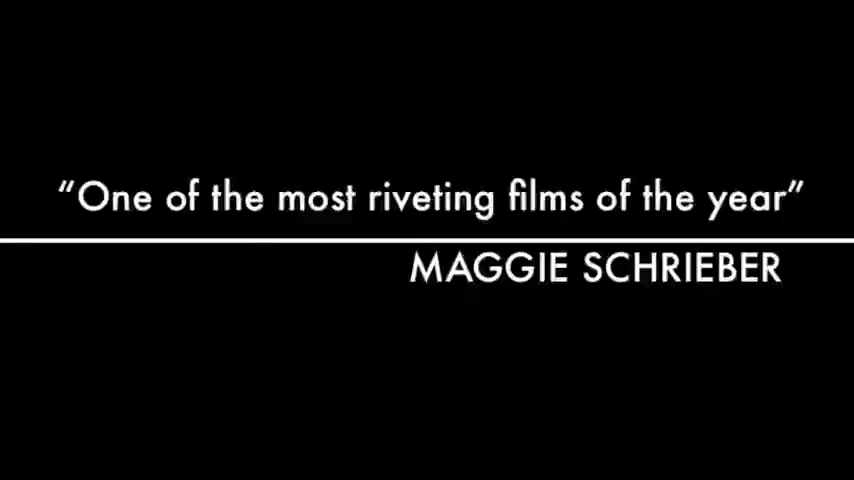 “One of the most riveting films of the year”
MAGGIE SCHRIEBER